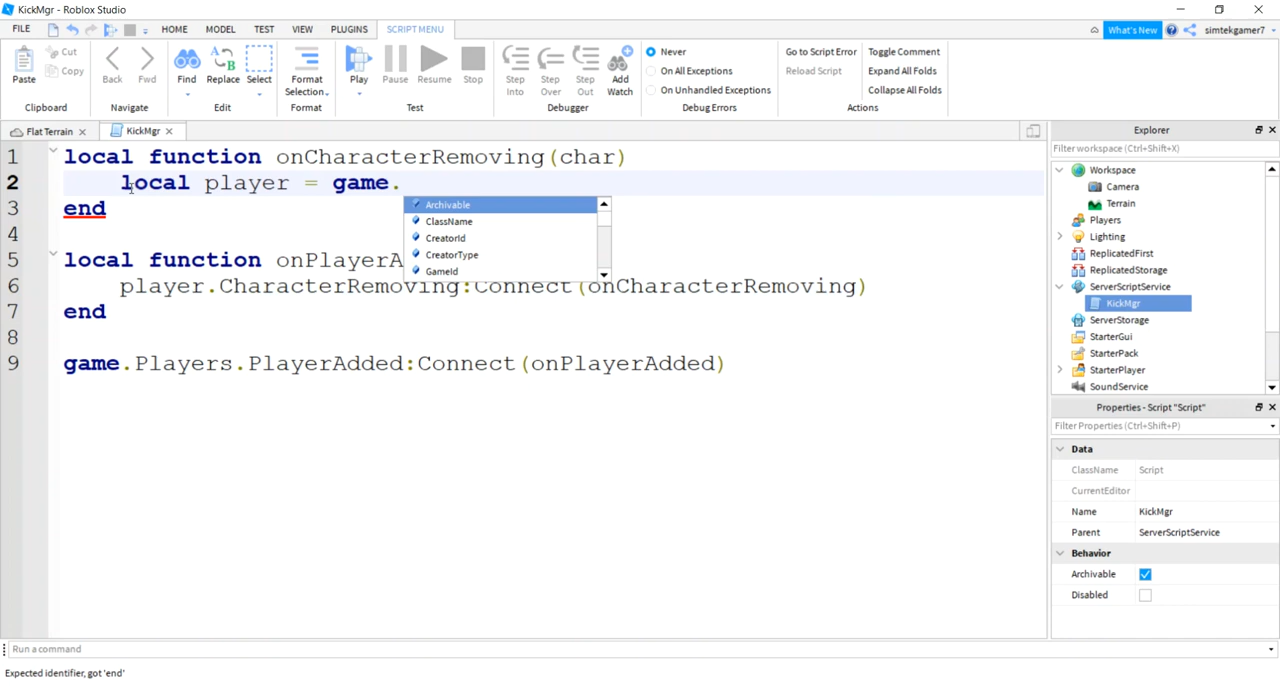 KickMgr - Roblox Studio
FILE HOME MODEL TEST VIEW PLUGINS SCRIPT MENU What's New simtekgamer7
Paste Cut Copy Back Fwd Find Replace Select Format Selection Play Pause Resume Stop Step Into Step Over Step Out Add Watch Never On All Exceptions On Unhandled Exceptions Go to Script Error Reload Script Toggle Comment Expand All Folds Collapse All Folds
Clipboard Navigate Edit Format Test Debugger Debug Errors Actions
Flat Terrain KickMgr
1 local function onCharacterRemoving(char)
2 local player = game.
3 end
4
5 local function onPlayerA
6 player.CharacterRemoving:Connect(onCharacterRemoving)
7 end
8
9 game.Players.PlayerAdded:Connect(onPlayerAdded)
Archivable
ClassName
CreatorId
CreatorType
GameId
Explorer
Filter workspace (Ctrl+Shift+X)
Workspace
Camera
Terrain
Players
Lighting
ReplicatedFirst
ReplicatedStorage
ServerScriptService
KickMgr
ServerStorage
StarterGui
StarterPack
StarterPlayer
SoundService
Properties - Script "Script"
Filter Properties (Ctrl+Shift+P)
Data
ClassName Script
CurrentEditor
Name KickMgr
Parent ServerScriptService
Behavior
Archivable
Disabled
Run a command
Expected identifier, got 'end'